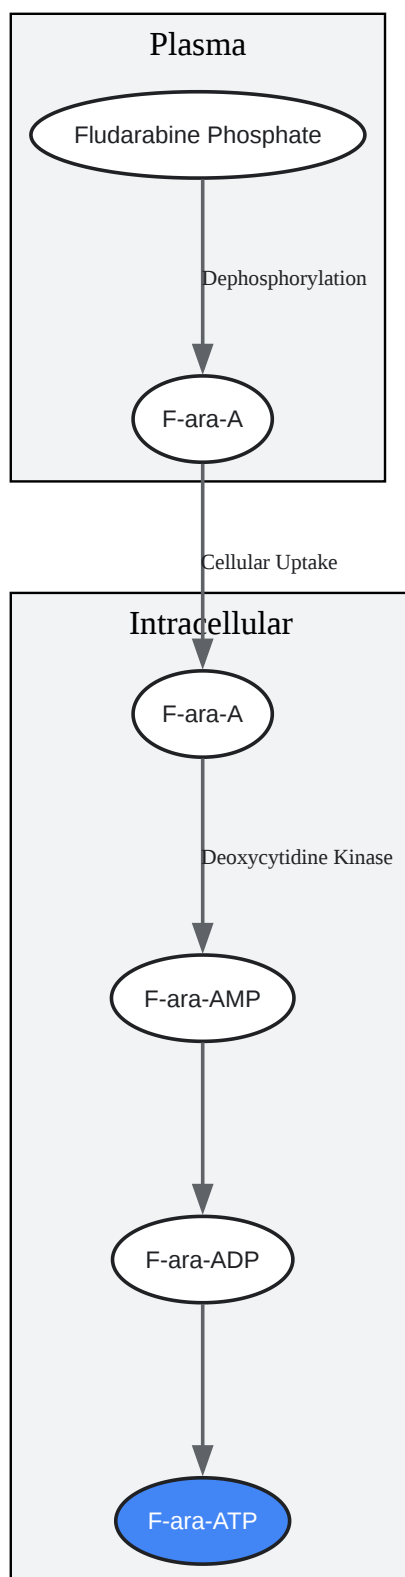 Plasma
Fludarabine Phosphate
Dephosphorylation
F-ara-A
Cellular Uptake
Intracellular
F-ara-A
Deoxycytidine Kinase
F-ara-AMP
F-ara-ADP
F-ara-ATP